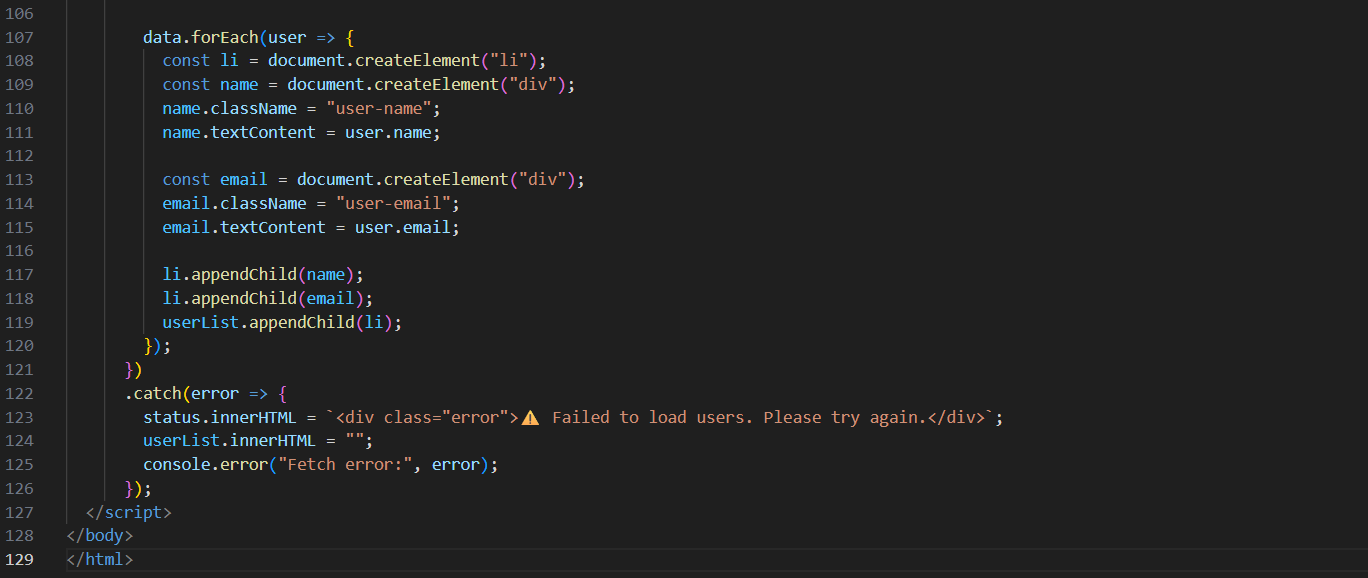 106
107 data.forEach(user => {
108 const li = document.createElement("li");
109 const name = document.createElement("div");
110 name.className = "user-name";
111 name.textContent = user.name;
112
113 const email = document.createElement("div");
114 email.className = "user-email";
115 email.textContent = user.email;
116
117 li.appendChild(name);
118 li.appendChild(email);
119 userList.appendChild(li);
120 });
121 })
122 .catch(error => {
123 status.innerHTML = `<div class="error">⚠️ Failed to load users. Please try again.</div>`;
124 userList.innerHTML = "";
125 console.error("Fetch error:", error);
126 });
127 </script>
128 </body>
129 </html>